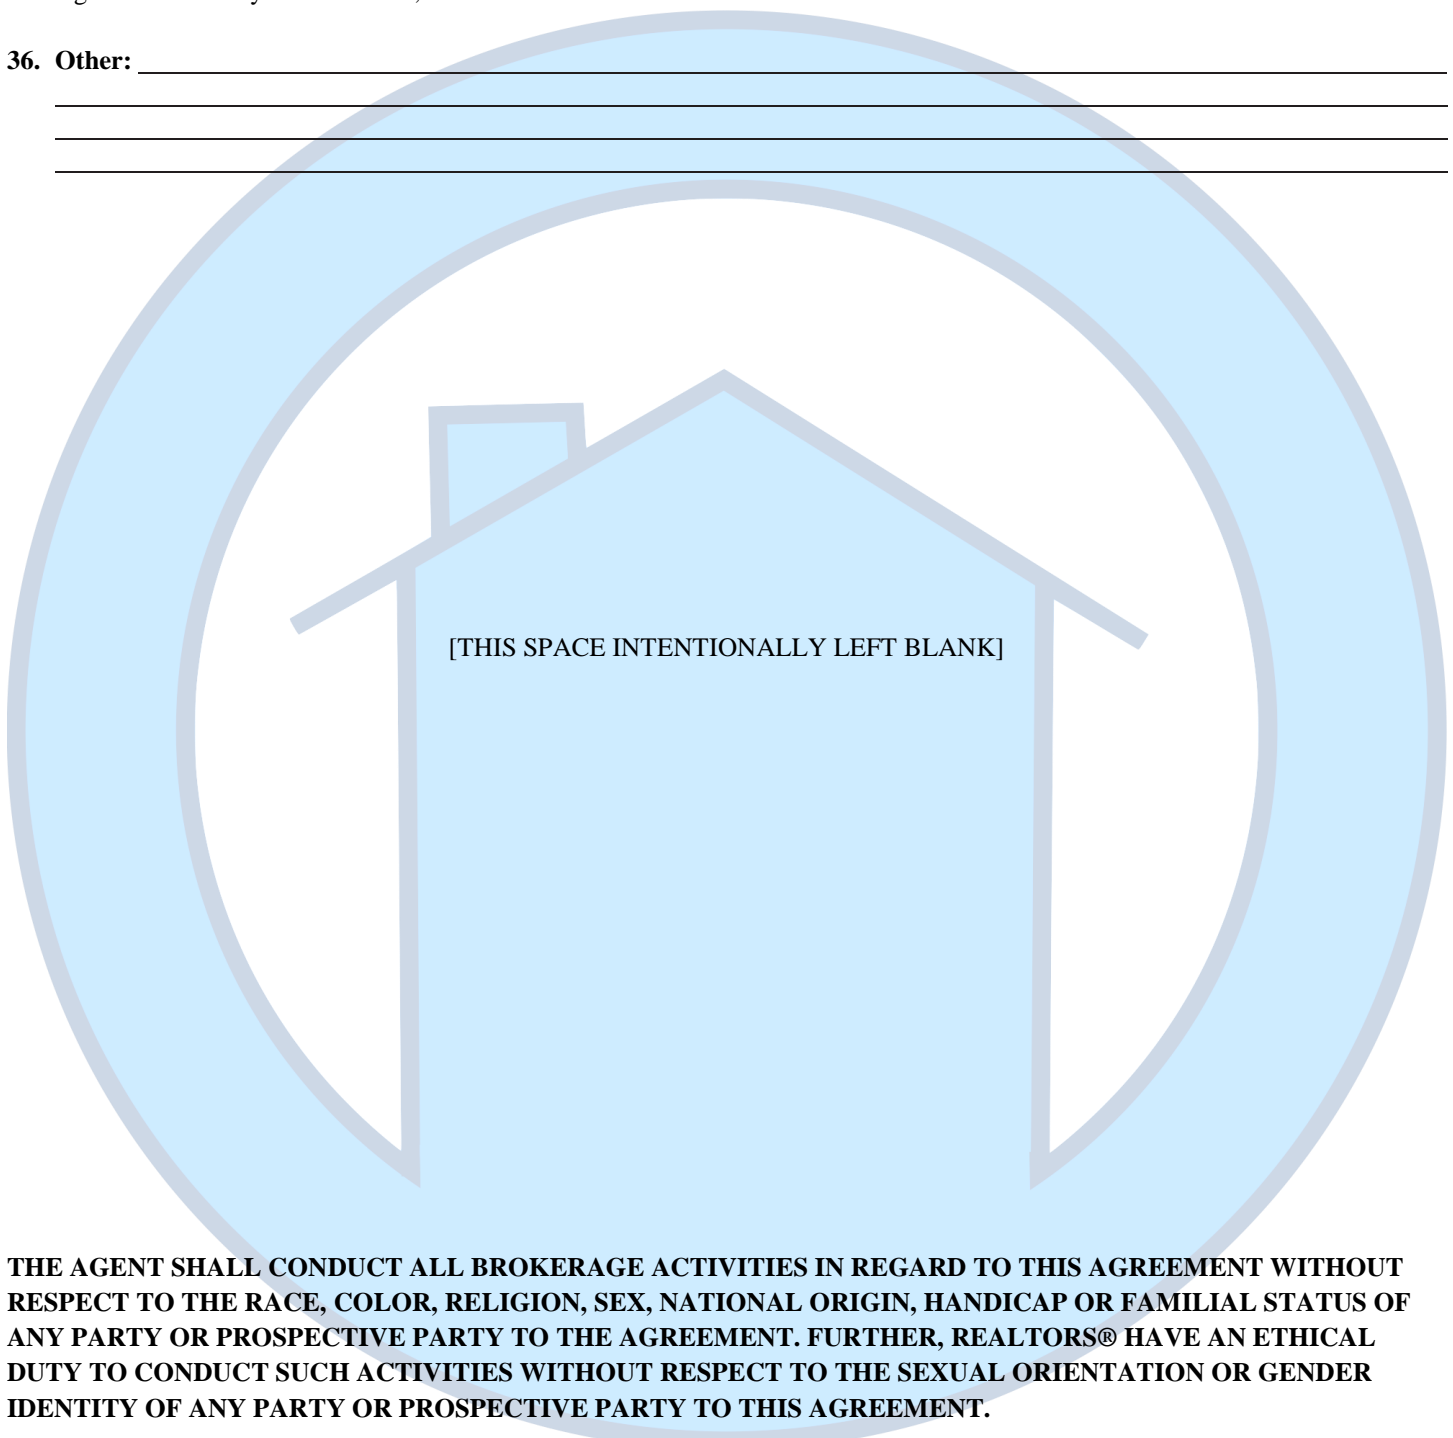 36. Other:
[THIS SPACE INTENTIONALLY LEFT BLANK]
THE AGENT SHALL CONDUCT ALL BROKERAGE ACTIVITIES IN REGARD TO THIS AGREEMENT WITHOUT
RESPECT TO THE RACE, COLOR, RELIGION, SEX, NATIONAL ORIGIN, HANDICAP OR FAMILIAL STATUS OF
ANY PARTY OR PROSPECTIVE PARTY TO THE AGREEMENT. FURTHER, REALTORS® HAVE AN ETHICAL
DUTY TO CONDUCT SUCH ACTIVITIES WITHOUT RESPECT TO THE SEXUAL ORIENTATION OR GENDER
IDENTITY OF ANY PARTY OR PROSPECTIVE PARTY TO THIS AGREEMENT.